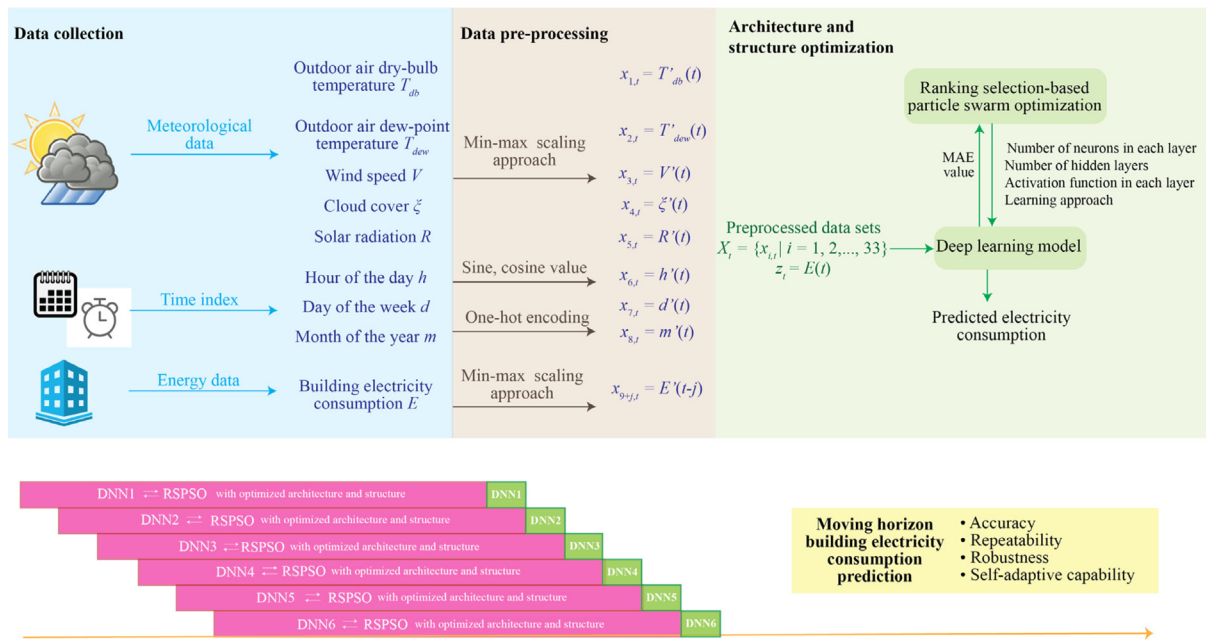 Data collection
Meteorological
data
Time index
Energy data
Outdoor air dry-bulb
temperature T_db
Outdoor air dew-point
temperature T_dew
Wind speed V
Cloud cover ξ
Solar radiation R
Hour of the day h
Day of the week d
Month of the year m
Building electricity
consumption E
Data pre-processing
Min-max scaling
approach
Sine, cosine value
One-hot encoding
Min-max scaling
approach
x_1,t = T'_db(t)
x_2,t = T'_dew(t)
x_3,t = V'(t)
x_4,t = ξ'(t)
x_5,t = R'(t)
x_6,t = h'(t)
x_7,t = d'(t)
x_8,t = m'(t)
x_9+j,t = E'(t-j)
Architecture and
structure optimization
Ranking selection-based
particle swarm optimization
MAE
value
Number of neurons in each layer
Number of hidden layers
Activation function in each layer
Learning approach
Preprocessed data sets
X_t = {x_i,t | i = 1, 2,..., 33}
z_t = E(t)
Deep learning model
Predicted electricity
consumption
DNN1 ⇄ RSPSO with optimized architecture and structure DNN1
DNN2 ⇄ RSPSO with optimized architecture and structure DNN2
DNN3 ⇄ RSPSO with optimized architecture and structure DNN3
DNN4 ⇄ RSPSO with optimized architecture and structure DNN4
DNN5 ⇄ RSPSO with optimized architecture and structure DNN5
DNN6 ⇄ RSPSO with optimized architecture and structure DNN6
Moving horizon
building electricity
consumption
prediction
• Accuracy
• Repeatability
• Robustness
• Self-adaptive capability